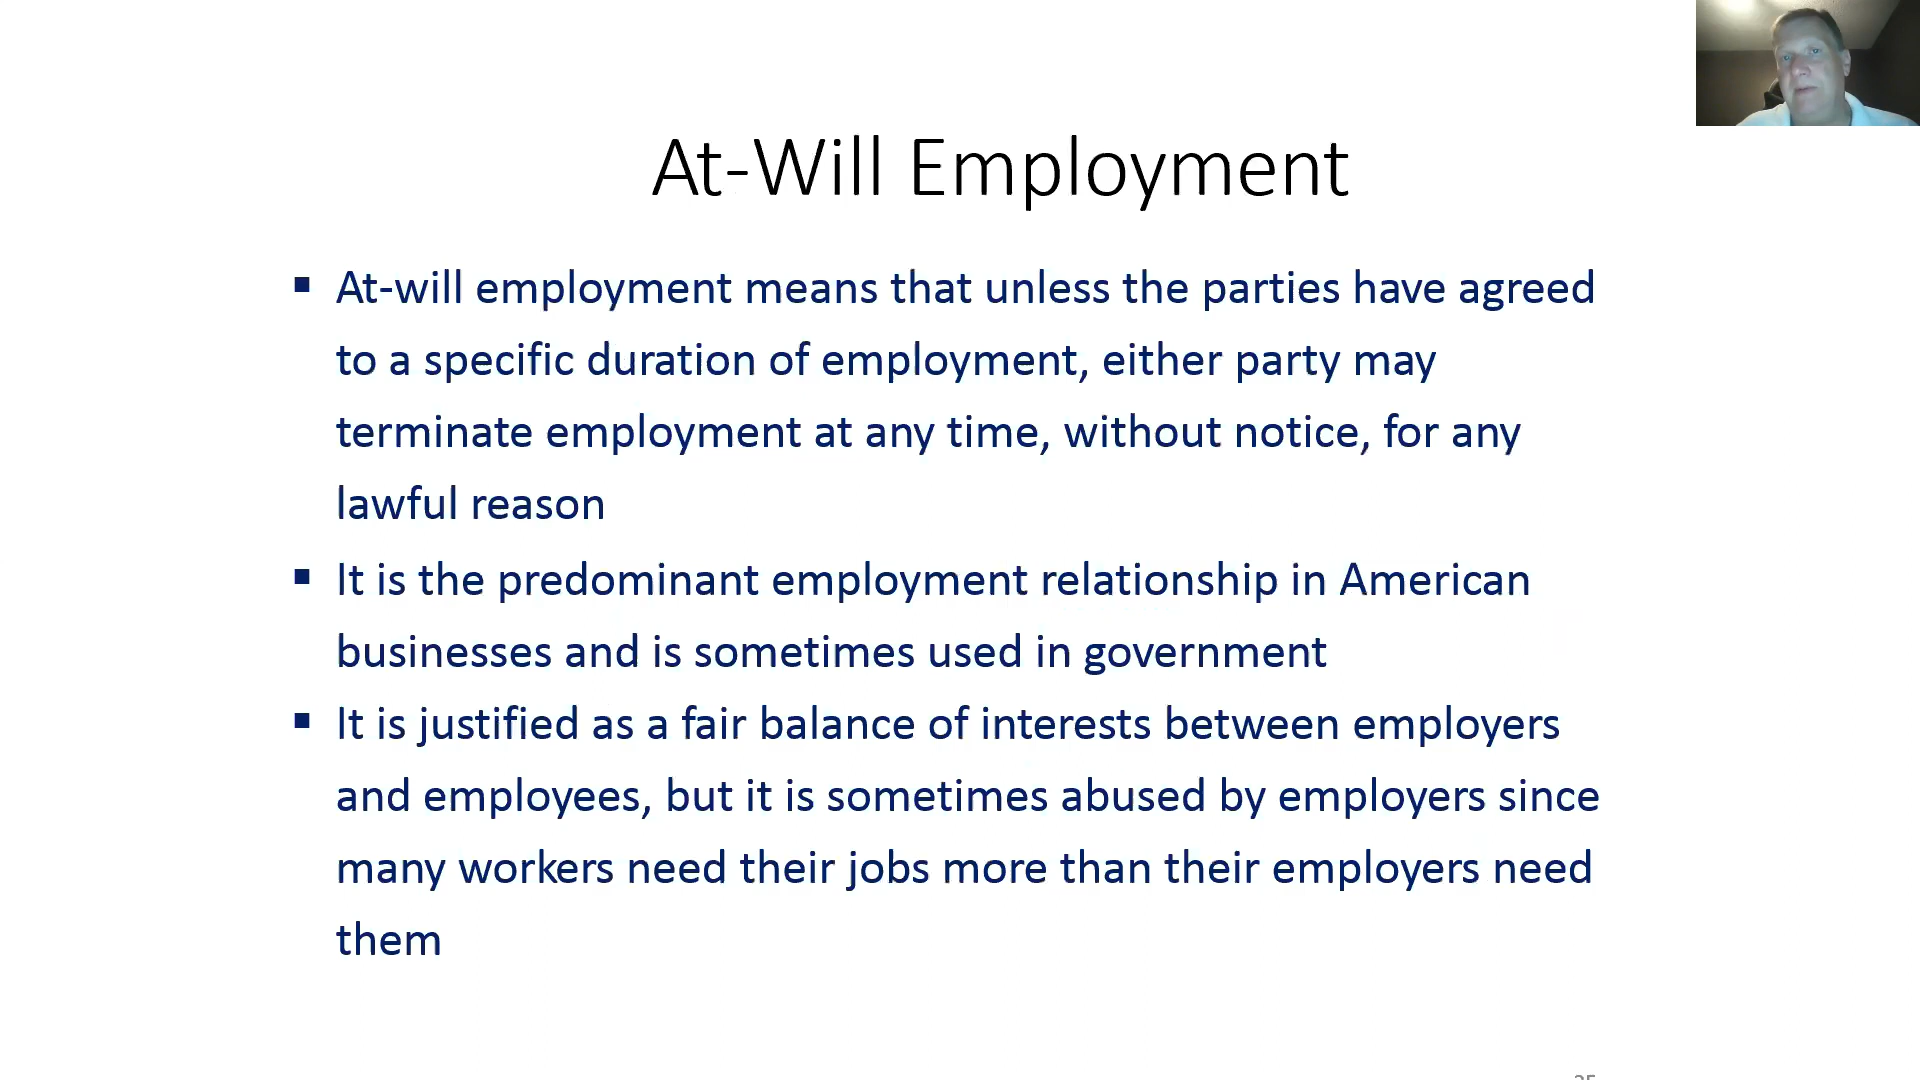 At-Will Employment
▪ At-will employment means that unless the parties have agreed
to a specific duration of employment, either party may
terminate employment at any time, without notice, for any
lawful reason
▪ It is the predominant employment relationship in American
businesses and is sometimes used in government
▪ It is justified as a fair balance of interests between employers
and employees, but it is sometimes abused by employers since
many workers need their jobs more than their employers need
them